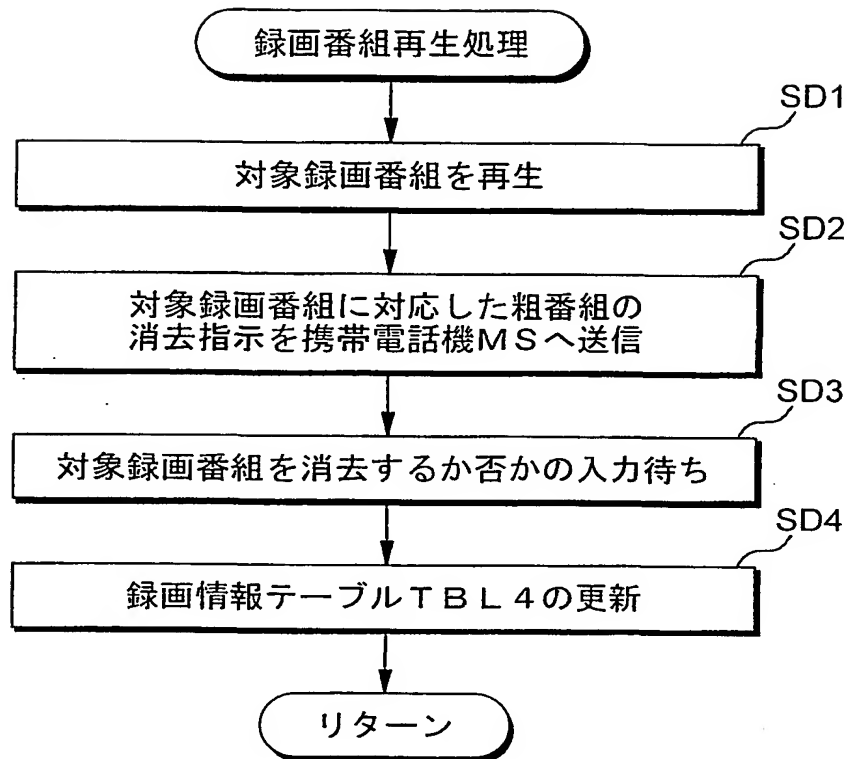 録画番組再生処理
SD1
対象録画番組を再生
SD2
対象録画番組に対応した粗番組の
消去指示を携帯電話機MSへ送信
SD3
対象録画番組を消去するか否かの入力待ち
SD4
録画情報テーブルTBL4の更新
リターン